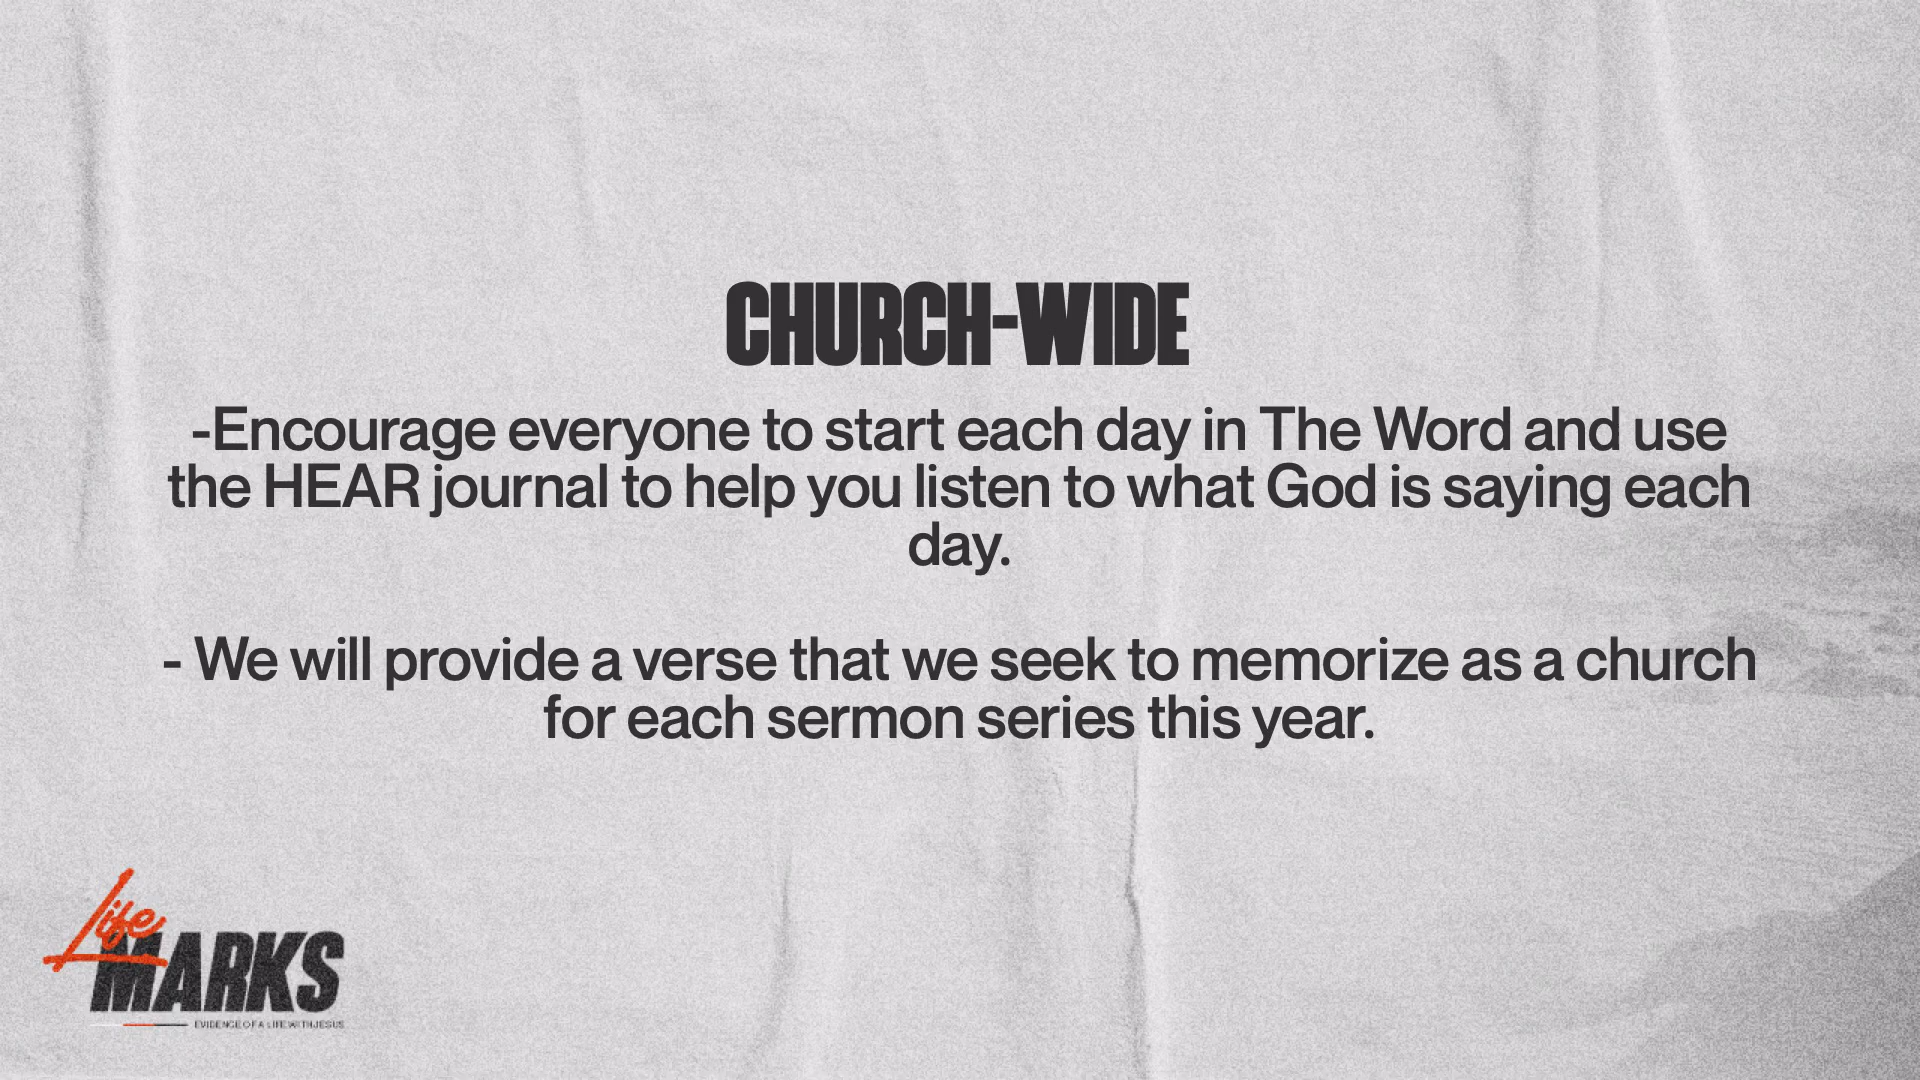 CHURCH-WIDE
-Encourage everyone to start each day in The Word and use
the HEAR journal to help you listen to what God is saying each
day.
- We will provide a verse that we seek to memorize as a church
for each sermon series this year.
Life
MARKS
EVIDENCE OF A LIFE WITH JESUS